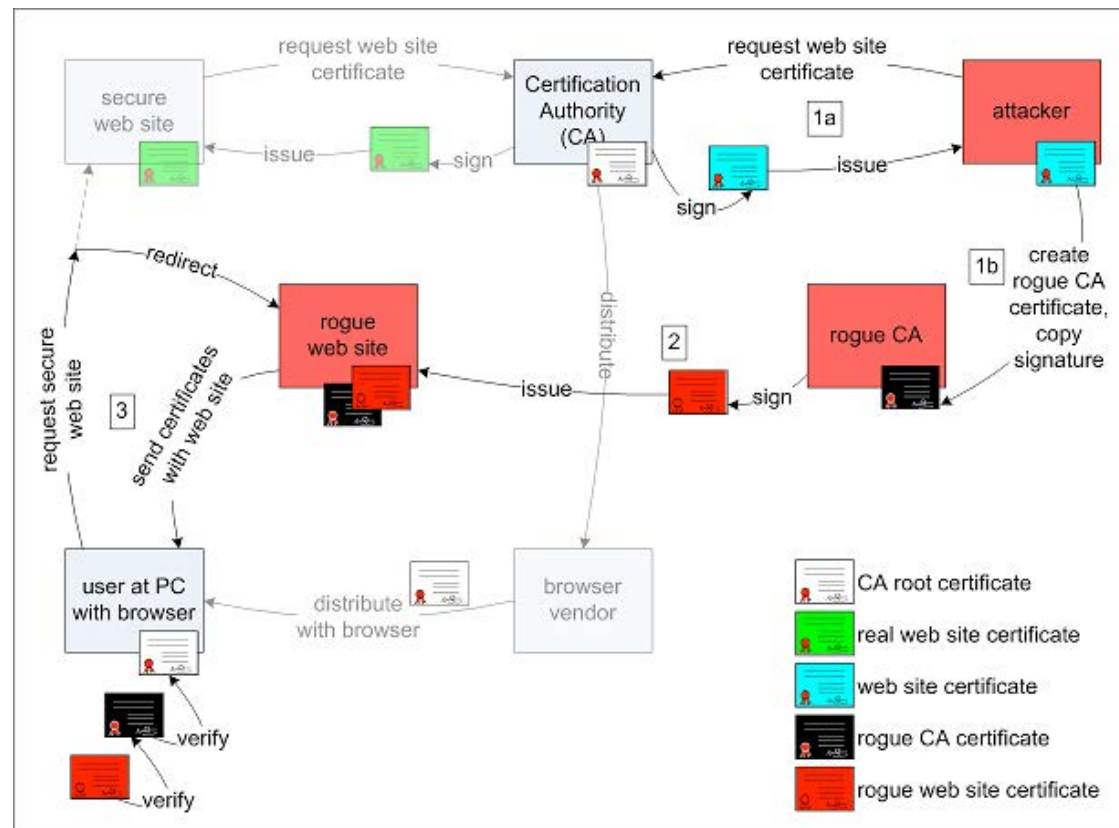 request web site
certificate
secure
web site
issue
sign
Certification
Authority
(CA)
request web site
certificate
1a
attacker
issue
sign
1b
create
rogue CA
certificate,
copy
signature
redirect
rogue
web site
distribute
2
rogue CA
issue
sign
request secure
web site
3
send certificates
with web site
user at PC
with browser
distribute
with browser
browser
vendor
verify
verify
CA root certificate
real web site certificate
web site certificate
rogue CA certificate
rogue web site certificate